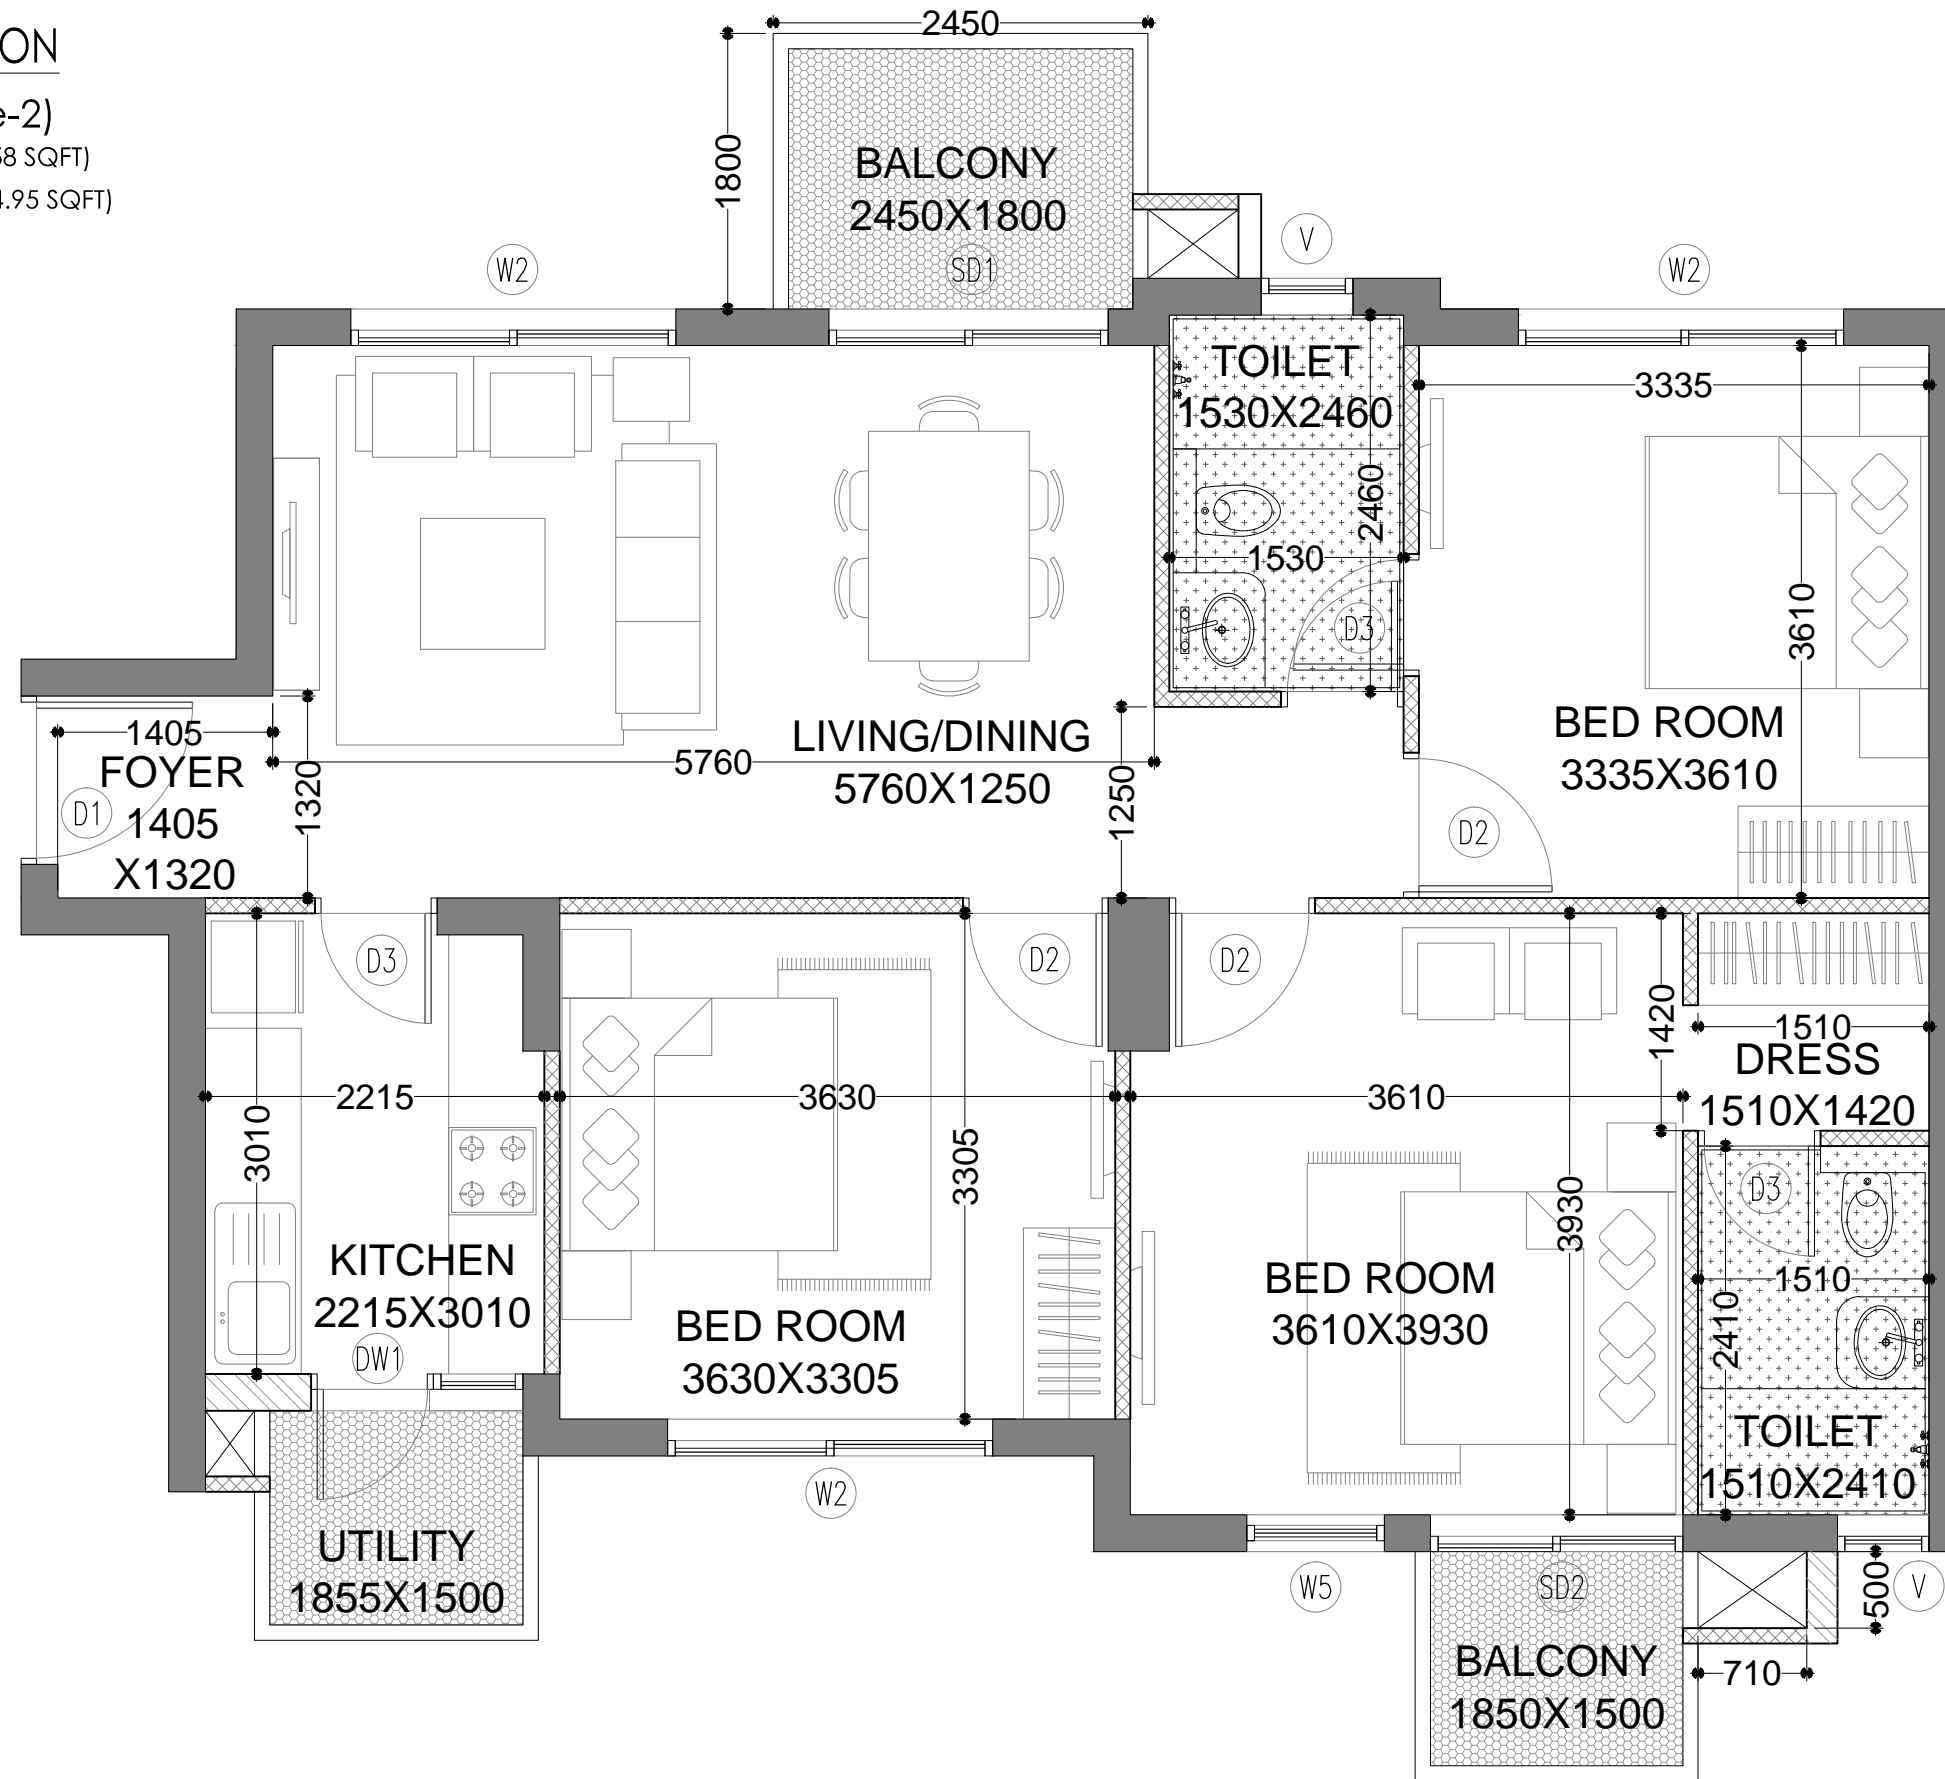 ON
e-2)
58 SQFT)
4.95 SQFT)
2450
1800
BALCONY
2450X1800
SD1
W2
V
W2
TOILET
1530X2460
2460
1530
D3
3335
3610
BED ROOM
3335X3610
D2
1405
FOYER
1405
X1320
D1
1320
5760
LIVING/DINING
5760X1250
1250
D3
2215
3010
KITCHEN
2215X3010
DW1
UTILITY
1855X1500
D2
3630
3305
BED ROOM
3630X3305
W2
D2
3610
3930
BED ROOM
3610X3930
W5
1420
1510
DRESS
1510X1420
D3
1510
2410
TOILET
1510X2410
SD2
BALCONY
1850X1500
500
710
V